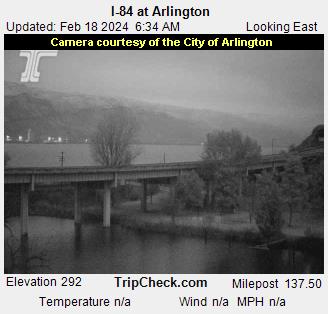 I-84 at Arlington
Updated: Feb 18 2024 6:34 AM Looking East
Camera courtesy of the City of Arlington
Elevation 292 TripCheck.com Milepost 137.50
Temperature n/a Wind n/a MPH n/a